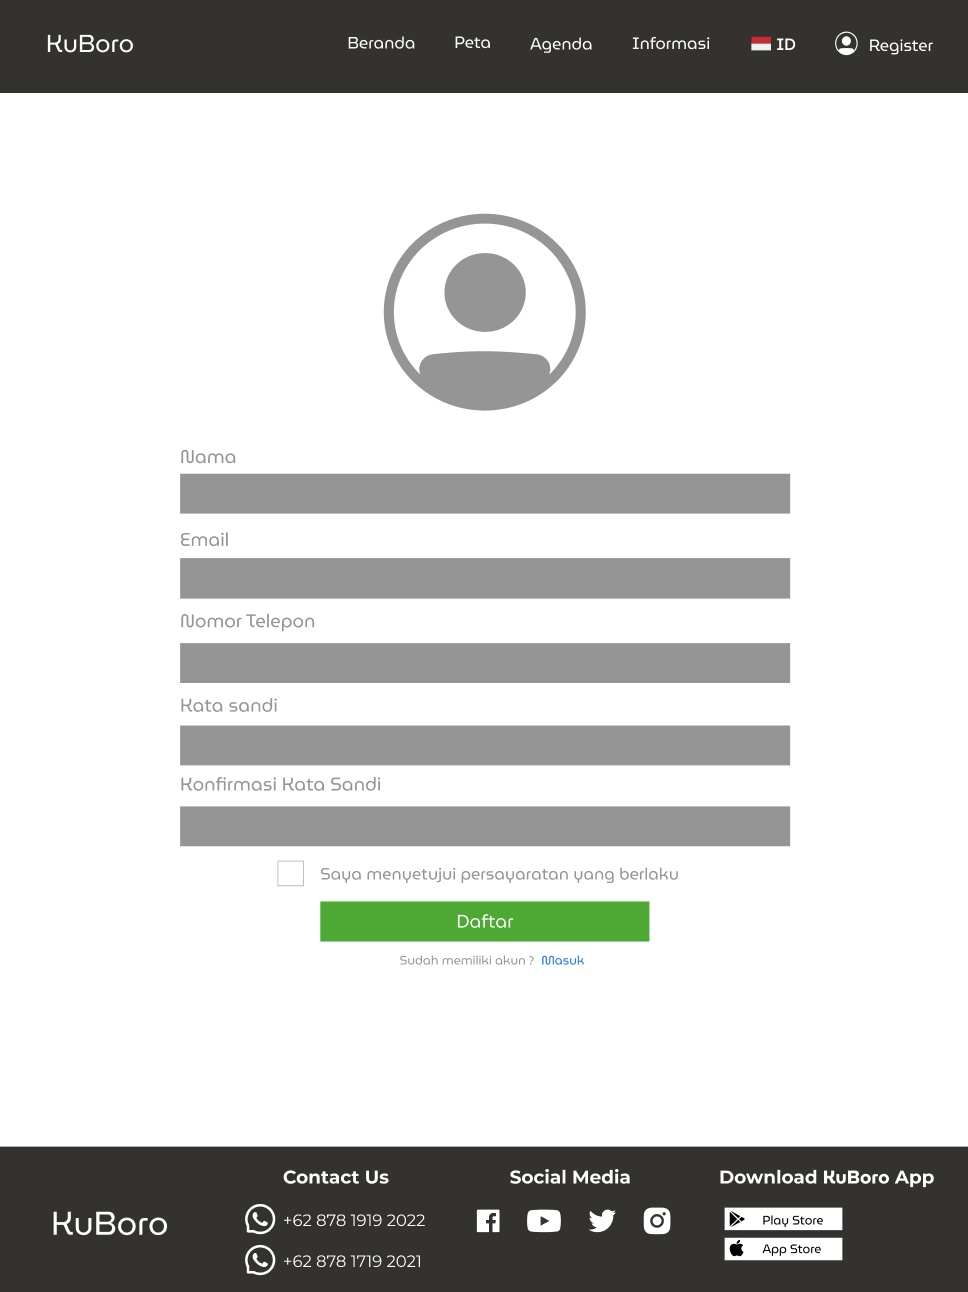 KuBoro
Beranda
Peta
Agenda
Informasi
ID
Register
Nama
Email
Nomor Telepon
Kata sandi
Konfirmasi Kata Sandi
Saya menyetujui persayaratan yang berlaku
Daftar
Sudah memiliki akun ? Masuk
KuBoro
Contact Us
+62 878 1919 2022
+62 878 1719 2021
Social Media
Download KuBoro App
Play Store
App Store